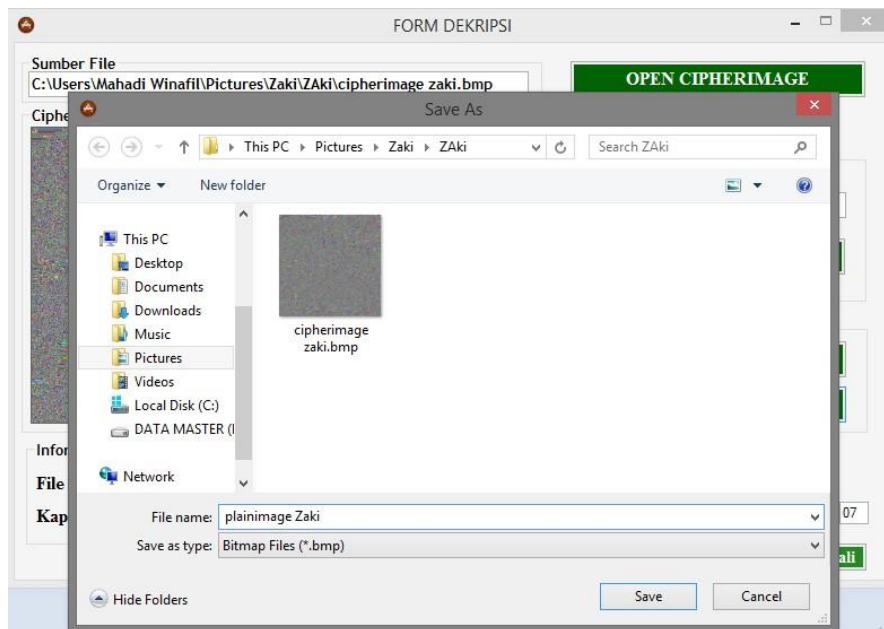 FORM DEKRIPSI
Sumber File
C:\Users\Mahadi Winafil\Pictures\Zaki\ZAki\cipherimage zaki.bmp
OPEN CIPHERIMAGE
Ciphe
Save As
This PC
Pictures
Zaki
ZAki
Search ZAki
Organize
New folder
This PC
Desktop
Documents
Downloads
Music
Pictures
Videos
Local Disk (C:)
DATA MASTER (
Network
cipherimage
zaki.bmp
Infor
File
Kap
07
ali
File name: plainimage Zaki
Save as type: Bitmap Files (*.bmp)
Hide Folders
Save
Cancel